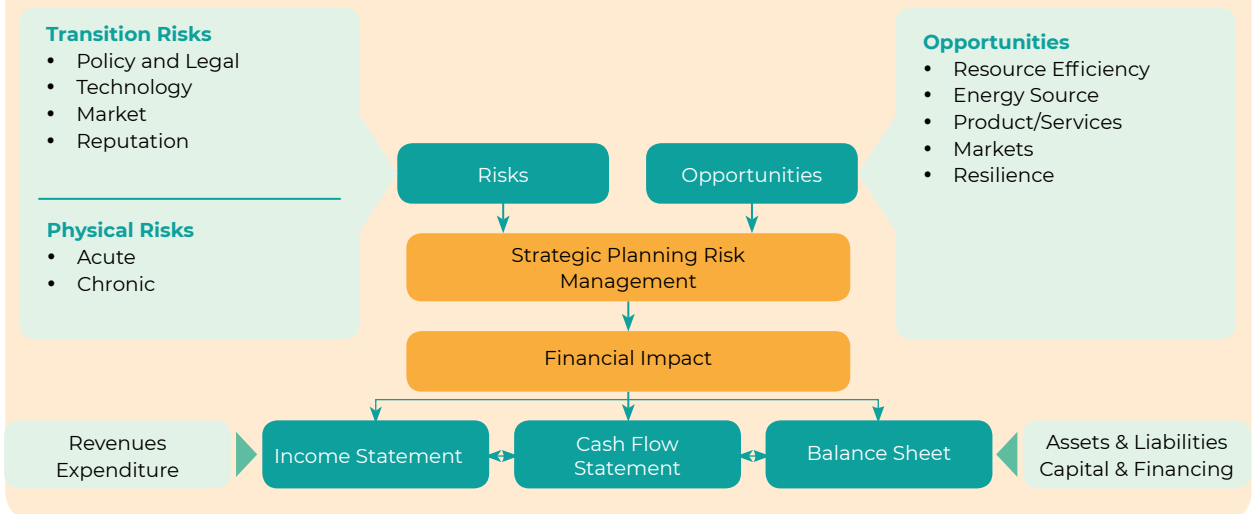 Transition Risks
• Policy and Legal
• Technology
• Market
• Reputation
Physical Risks
• Acute
• Chronic
Opportunities
• Resource Efficiency
• Energy Source
• Product/Services
• Markets
• Resilience
Risks
Opportunities
Strategic Planning Risk
Management
Financial Impact
Revenues
Expenditure
Income Statement
Cash Flow
Statement
Balance Sheet
Assets & Liabilities
Capital & Financing